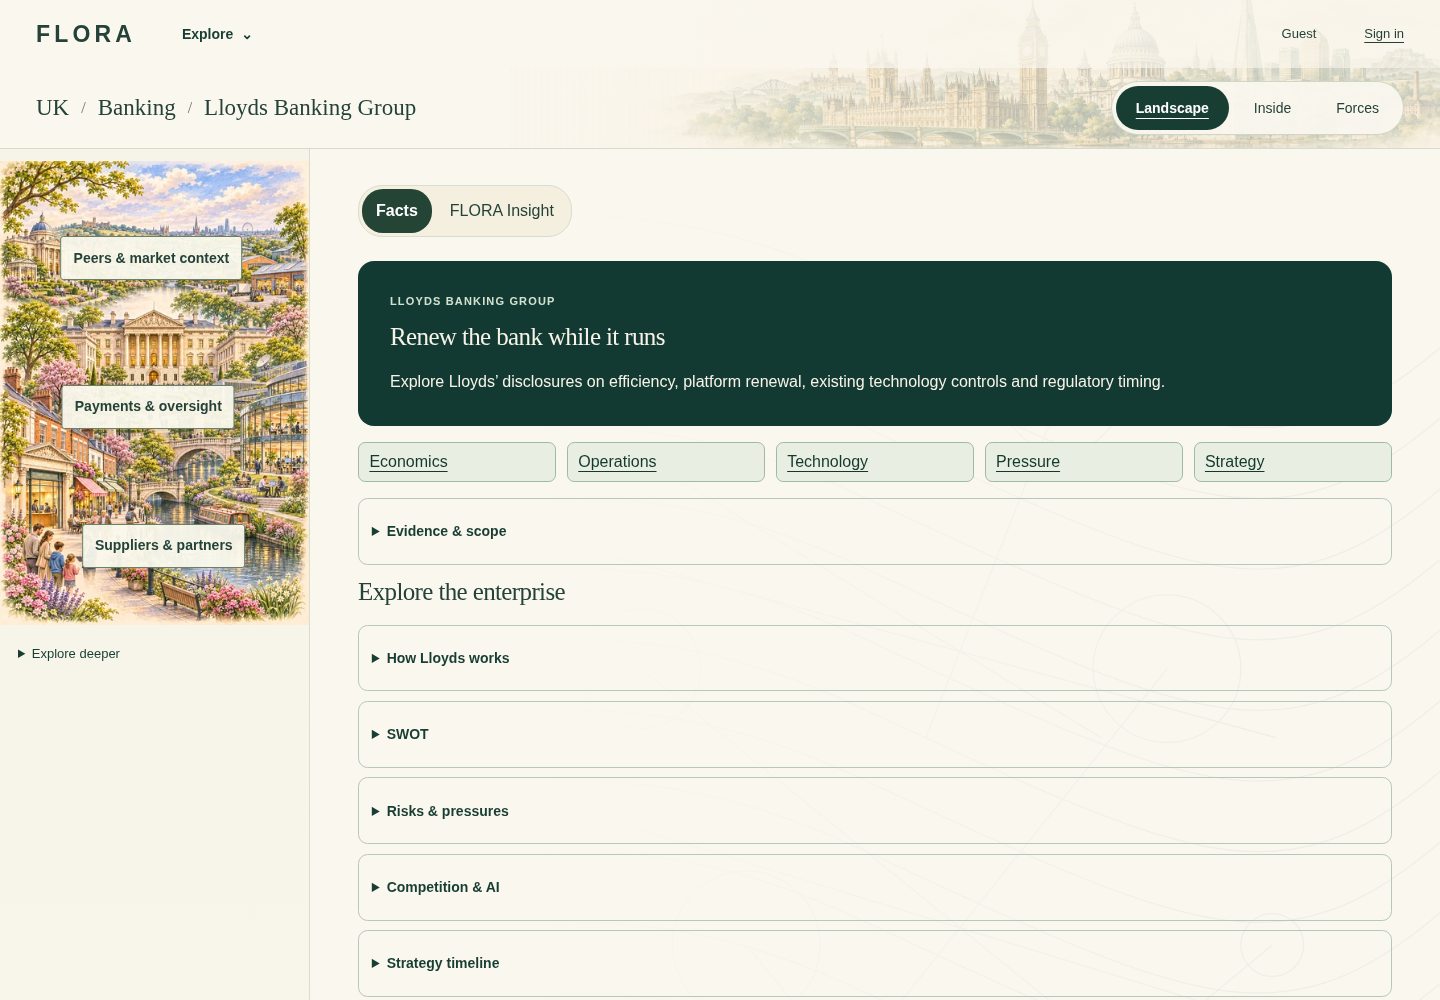 FLORA
Explore
Guest
Sign in
UK / Banking / Lloyds Banking Group
Landscape
Inside
Forces
Peers & market context
Payments & oversight
Suppliers & partners
Explore deeper
Facts
FLORA Insight
LLOYDS BANKING GROUP
Renew the bank while it runs
Explore Lloyds’ disclosures on efficiency, platform renewal, existing technology controls and regulatory timing.
Economics
Operations
Technology
Pressure
Strategy
Evidence & scope
Explore the enterprise
How Lloyds works
SWOT
Risks & pressures
Competition & AI
Strategy timeline